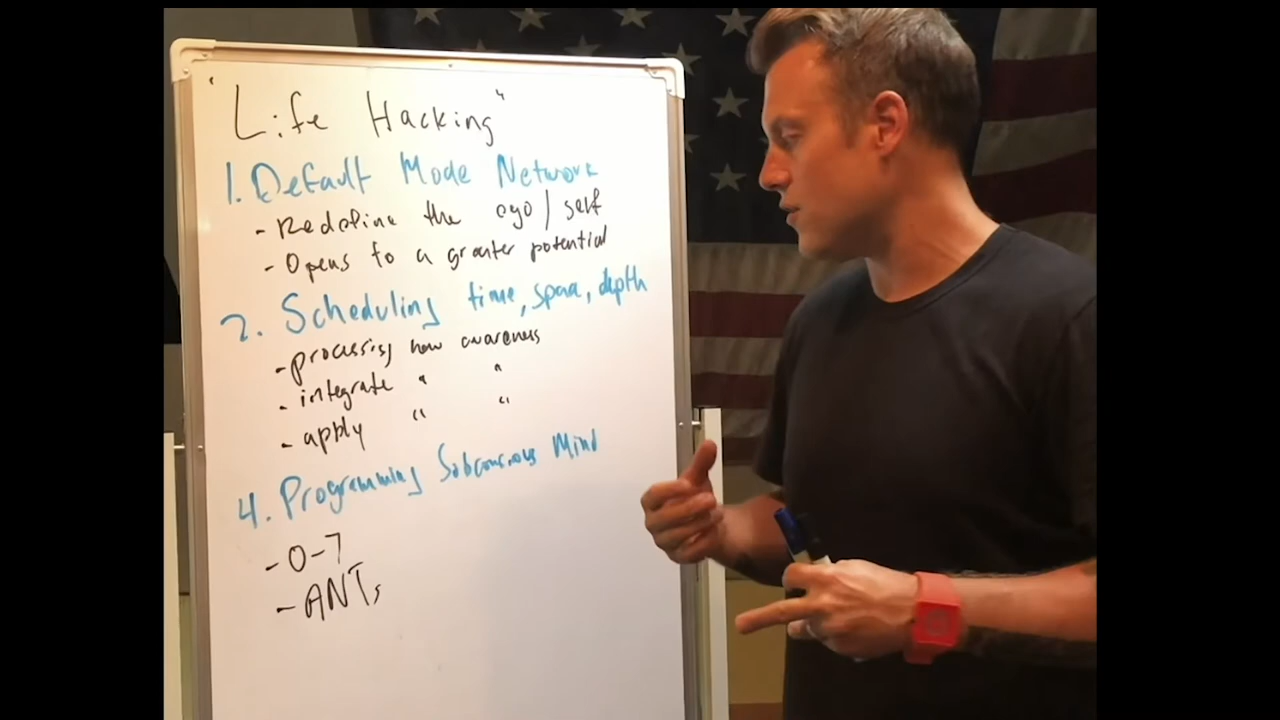 "Life Hacking"
1. Default Mode Network
- Redefine the ego / self
- Opens to a greater potential
2. Scheduling time, space, depth
- processing new awareness
- integrate " "
- apply " "
4. Programming Subconscious Mind
- 0-7
- ANTs